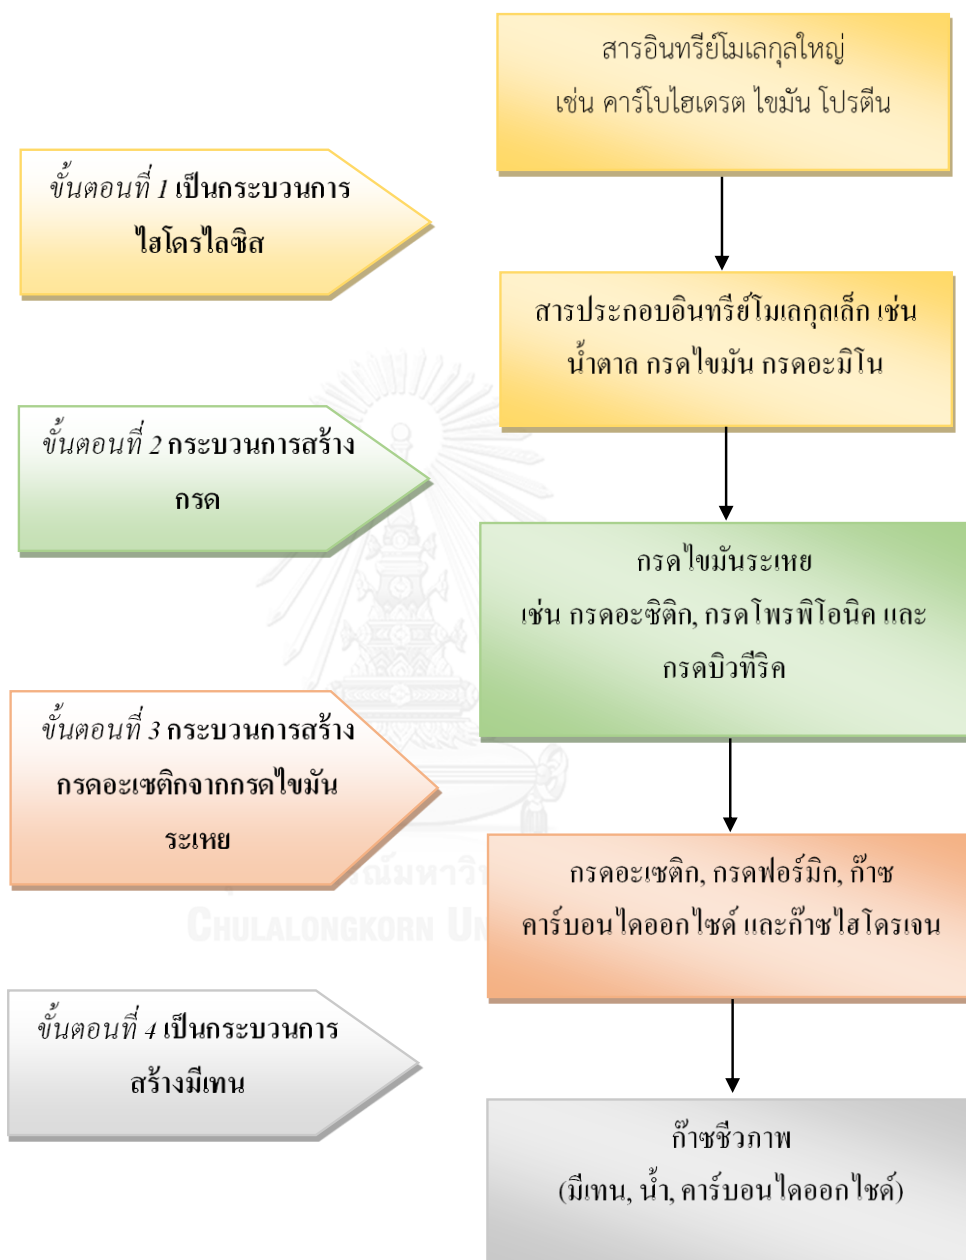 สารอินทรีย์โมเลกุลใหญ่
เช่น คาร์โบไฮเดรต ไขมัน โปรตีน
ขั้นตอนที่ 1 เป็นกระบวนการ
ไฮโดรไลซิส
สารประกอบอินทรีย์โมเลกุลเล็ก เช่น
น้ำตาล กรดไขมัน กรดอะมิโน
ขั้นตอนที่ 2 กระบวนการสร้าง
กรด
กรดไขมันระเหย
เช่น กรดอะซิติก, กรดโพรพิโอนิค และ
กรดบิวทีริค
ขั้นตอนที่ 3 กระบวนการสร้าง
กรดอะเซติกจากกรดไขมัน
ระเหย
กรดอะเซติก, กรดฟอร์มิก, ก๊าซ
คาร์บอนไดออกไซด์ และก๊าซไฮโดรเจน
CHULALONGKORN
ขั้นตอนที่ 4 เป็นกระบวนการ
สร้างมีเทน
ก๊าซชีวภาพ
(มีเทน, น้ำ, คาร์บอนไดออกไซด์)